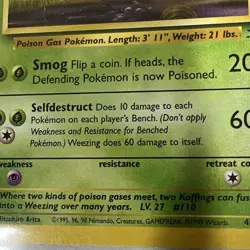 Poison Gas Pokémon. Length: 3' 11", Weight: 21 lbs.
Smog Flip a coin. If heads, the
Defending Pokémon is now Poisoned.
20
Selfdestruct Does 10 damage to each
Pokémon on each player's Bench. (Don't apply
Weakness and Resistance for Benched
Pokémon.) Weezing does 60 damage to itself.
60
weakness resistance retreat co
Where two kinds of poison gases meet, two Koffings can fus
into a Weezing over many years. LV. 27 #110
Mitsuhiro Arita ©1995, 96, 98 Nintendo, Creatures, GAMEFREAK. ©1999 Wizards.